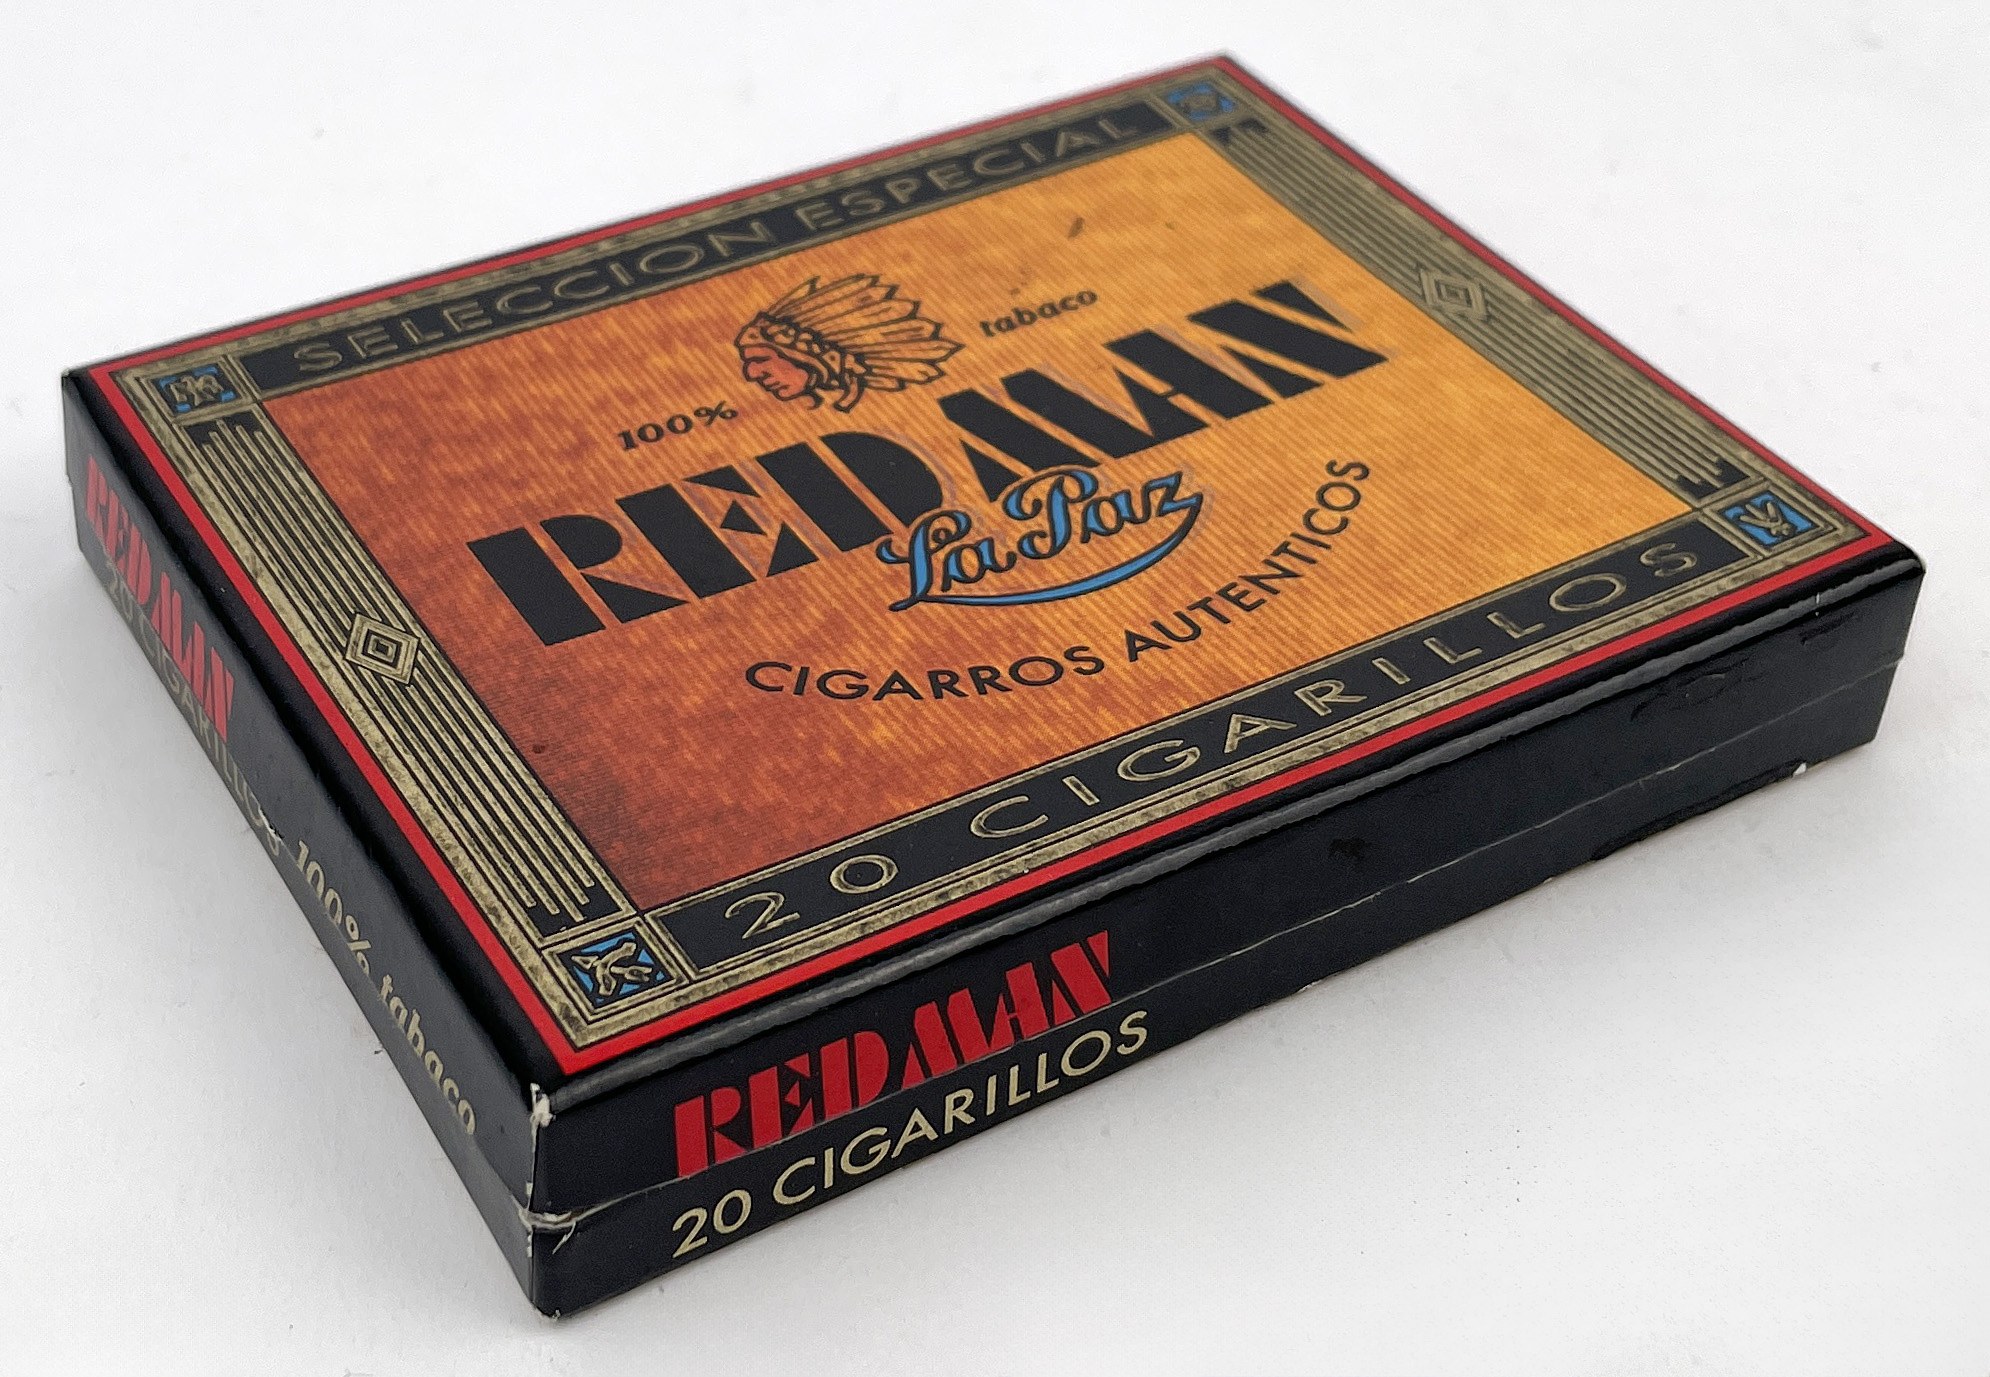 SELECCION ESPECIAL
100% tabaco
REDMAN
La Paz
CIGARROS AUTENTICOS
20 CIGARILLOS
REDMAN
20 CIGARILLOS
100% tabaco
REDMAN
20 CIGARILLOS